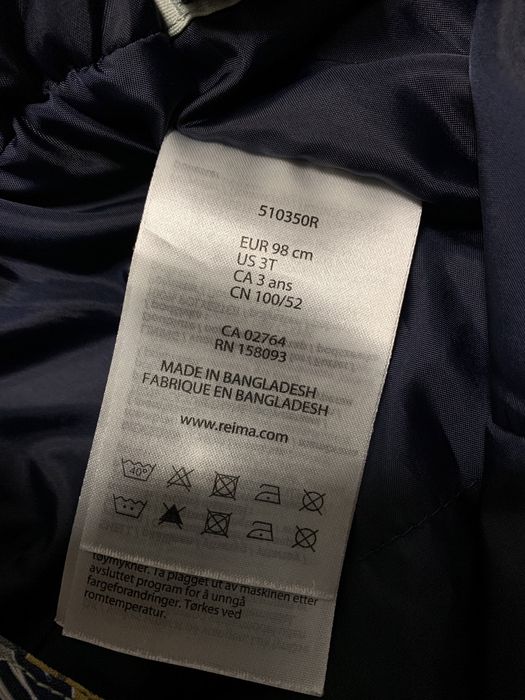 510350R
EUR 98 cm
US 3T
CA 3 ans
CN 100/52
CA 02764
RN 158093
MADE IN BANGLADESH
FABRIQUE EN BANGLADESH
www.reima.com
40°
tøymykner. Ta plagget ut av maskinen etter
avsluttet program for å unngå
fargeforandringer. Tørkes ved
romtemperatur.